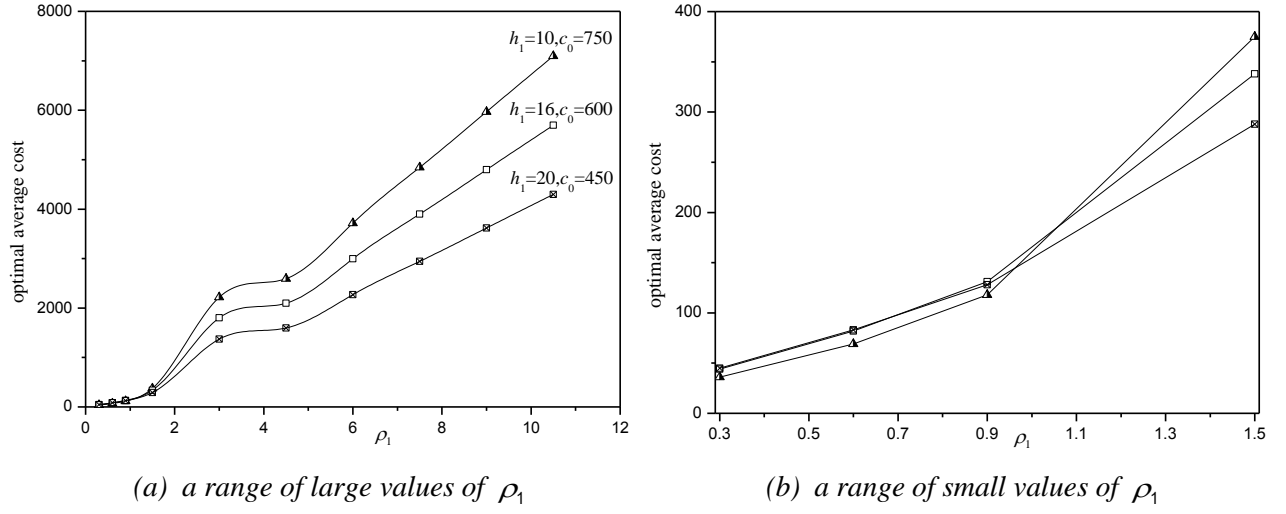 8000
6000
4000
2000
0
optimal average cost
h₁=10,c₀=750
h₁=16,c₀=600
h₁=20,c₀=450
0 2 4 6 8 10 12
ρ₁
(a) a range of large values of ρ₁
400
300
200
100
0
optimal average cost
0.3 0.5 0.7 0.9 1.1 1.3 1.5
ρ₁
(b) a range of small values of ρ₁